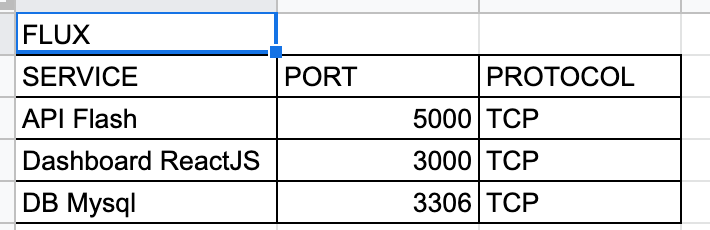 FLUX
SERVICE PORT PROTOCOL
API Flash 5000 TCP
Dashboard ReactJS 3000 TCP
DB Mysql 3306 TCP